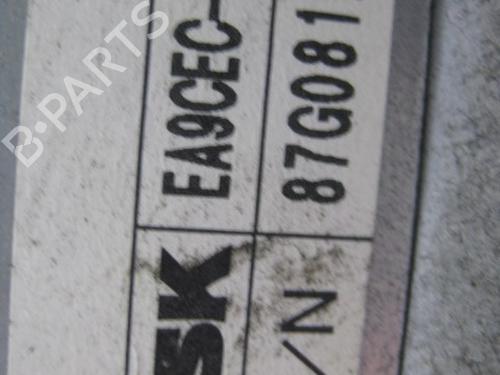 B-PARTS
SK EA9CEC-
/N 87G081